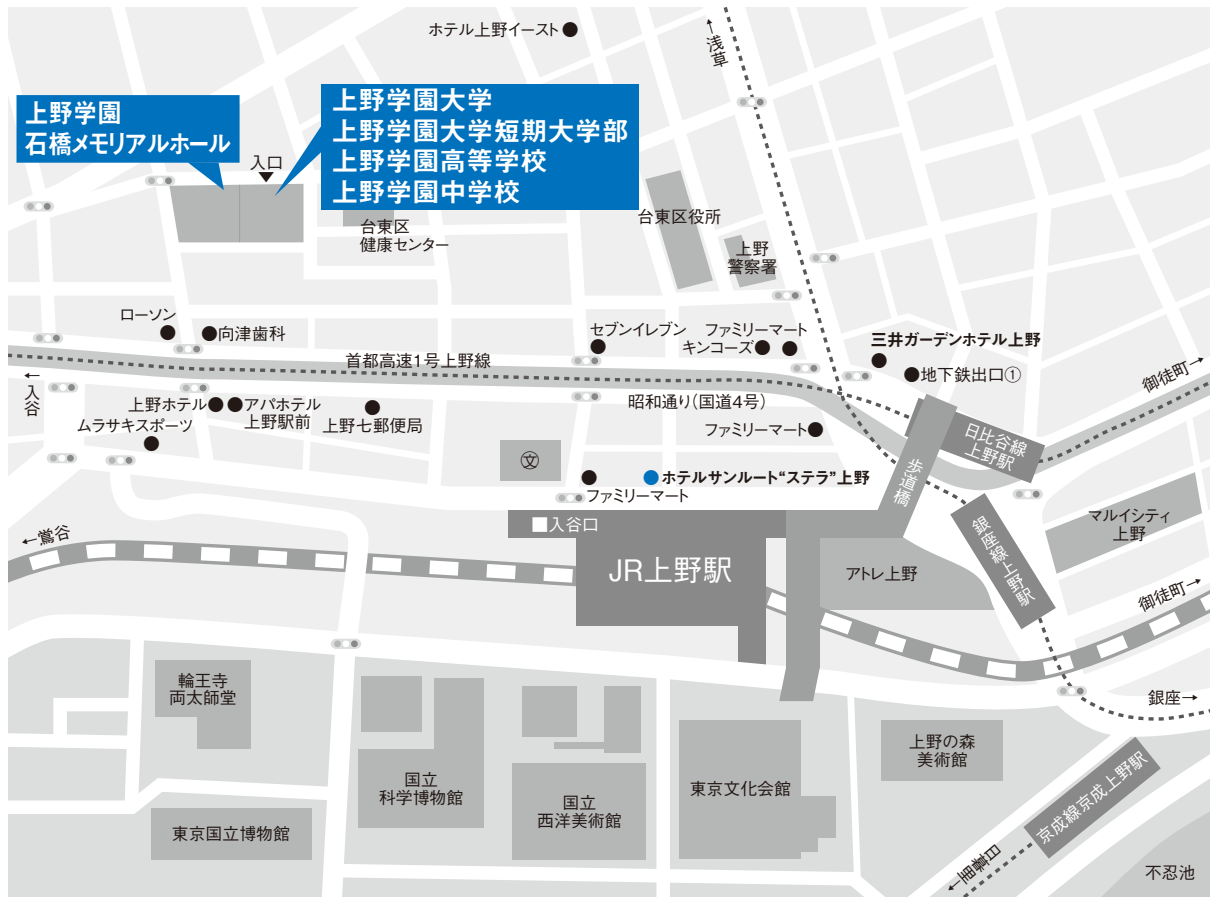 ホテル上野イースト
←浅草
上野学園
石橋メモリアルホール
上野学園大学
上野学園大学短期大学部
上野学園高等学校
上野学園中学校
入口
台東区
健康センター
台東区役所
上野
警察署
ローソン
向津歯科
セブンイレブン
ファミリーマート
キンコーズ
三井ガーデンホテル上野
地下鉄出口①
首都高速1号上野線
←入谷
御徒町→
上野ホテル
アパホテル
上野駅前
上野七郵便局
ムラサキスポーツ
昭和通り(国道4号)
ファミリーマート
日比谷線
上野駅
歩道橋
文
ホテルサンルート“ステラ”上野
ファミリーマート
入谷口
←鶯谷
JR上野駅
アトレ上野
銀座線上野駅
マルイシティ
上野
御徒町→
銀座→
輪王寺
両太師堂
国立
科学博物館
国立
西洋美術館
東京文化会館
上野の森
美術館
東京国立博物館
京成線京成上野駅
←日暮里
不忍池